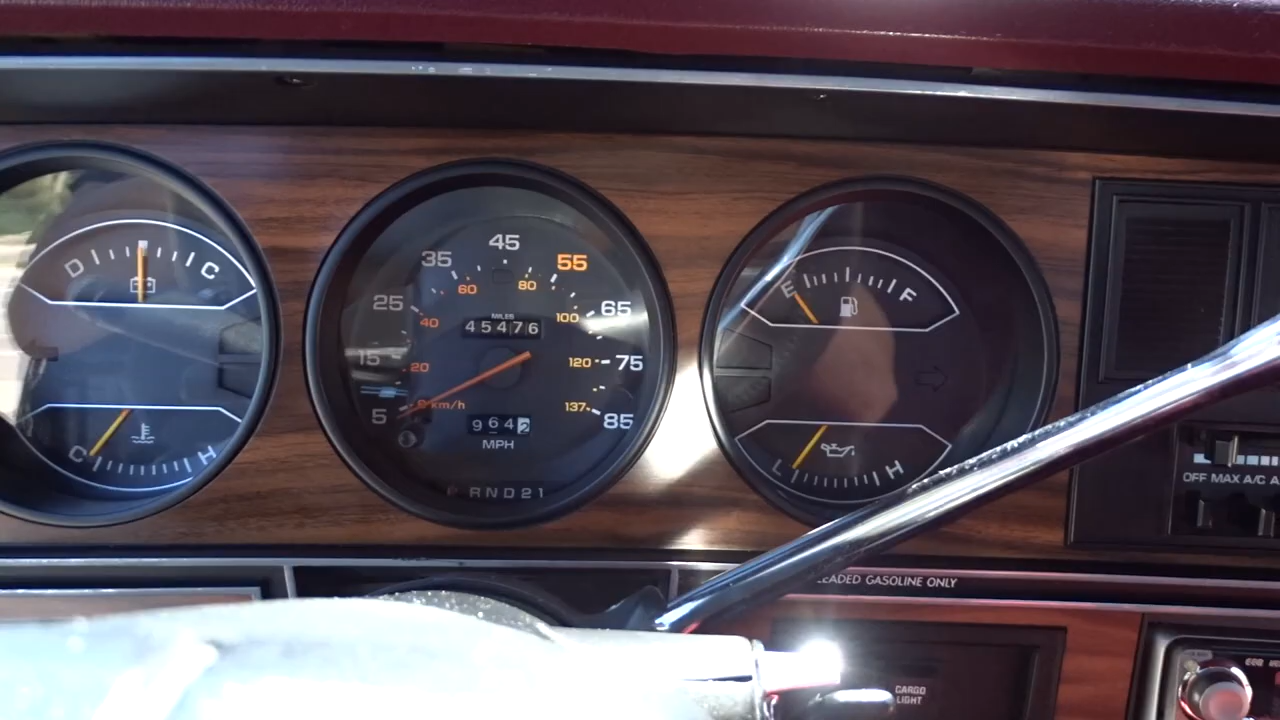 D C
C H
5 15 25 35 45 55 65 75 85
20 40 60 80 100 120 137
km/h
MILES
45476
9642
MPH
RND21
E F
L H
OFF MAX A/C A
LEADED GASOLINE ONLY
CARGO
LIGHT